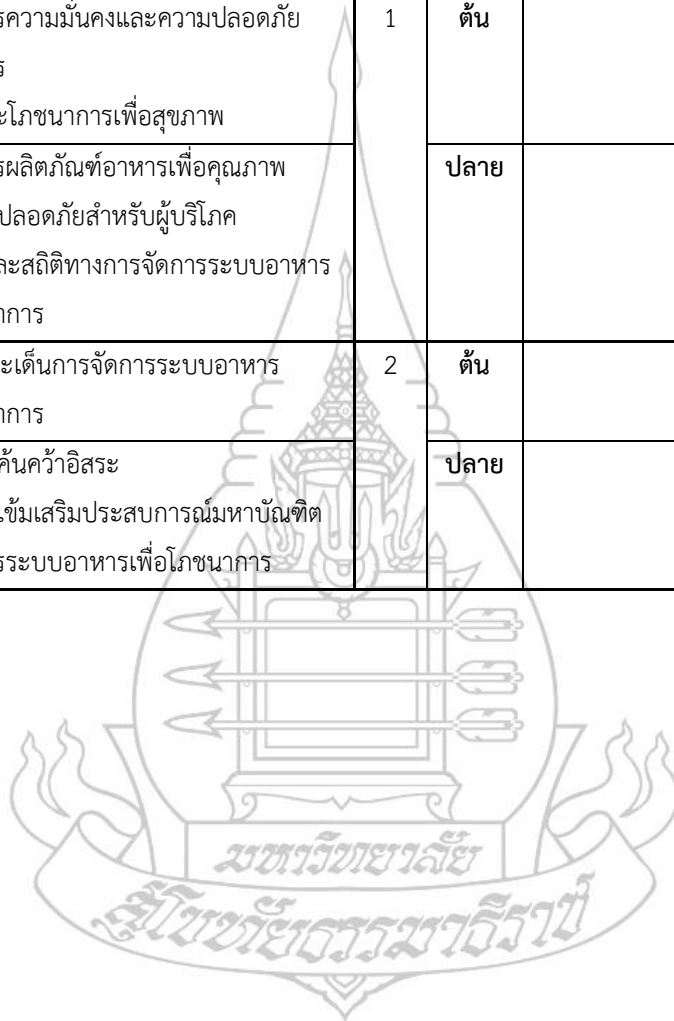 รความมั่นคงและความปลอดภัย 1 ต้น
ร
ะโภชนาการเพื่อสุขภาพ
รผลิตภัณฑ์อาหารเพื่อคุณภาพ ปลาย
ปลอดภัยสำหรับผู้บริโภค
ละสถิติทางการจัดการระบบอาหาร
าการ
ะเด็นการจัดการระบบอาหาร 2 ต้น
าการ
ค้นคว้าอิสระ ปลาย
เข้มเสริมประสบการณ์มหาบัณฑิต
รระบบอาหารเพื่อโภชนาการ
มหาวิทยาลัย
สุโขทัยธรรมาธิราช